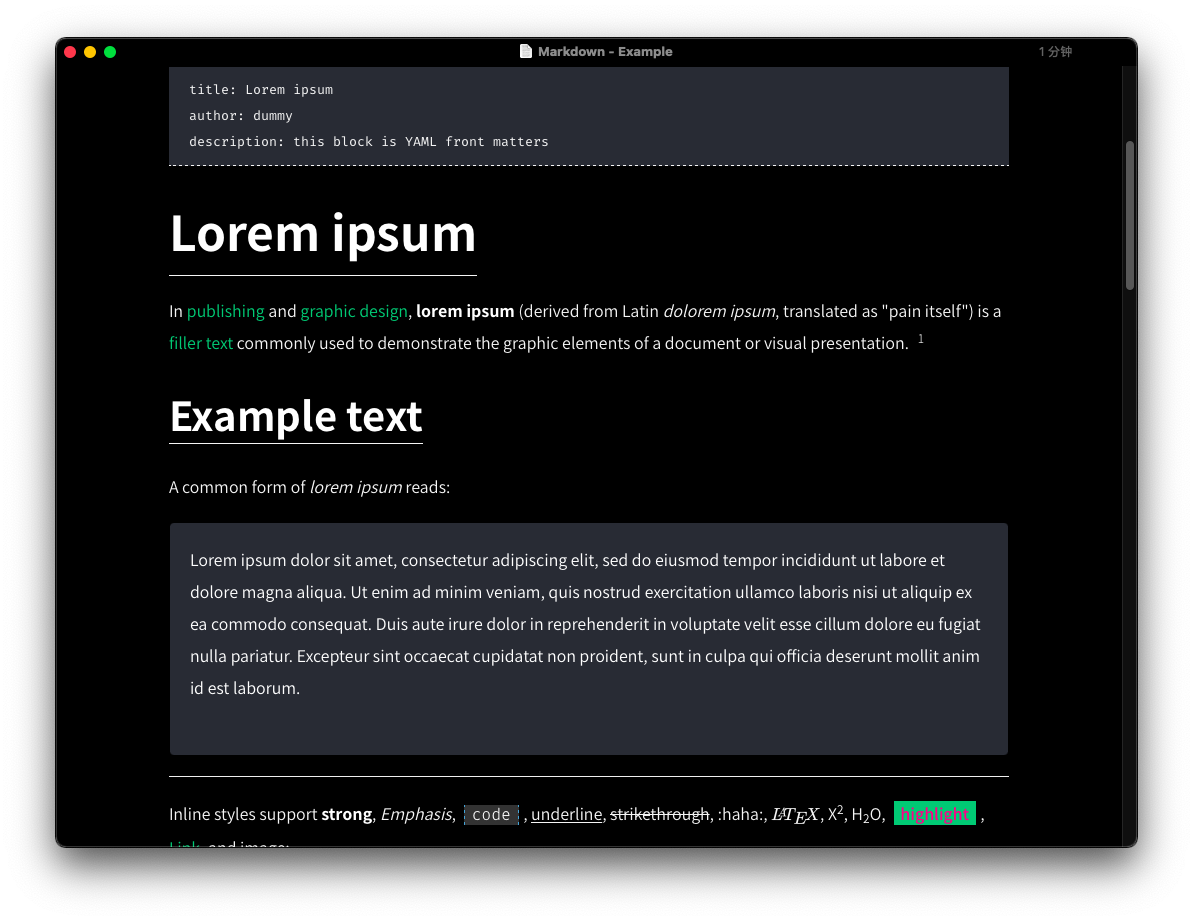 Markdown - Example
1 分钟
title: Lorem ipsum
author: dummy
description: this block is YAML front matters
Lorem ipsum
In publishing and graphic design, lorem ipsum (derived from Latin dolorem ipsum, translated as "pain itself") is a
filler text commonly used to demonstrate the graphic elements of a document or visual presentation. 1
Example text
A common form of lorem ipsum reads:
Lorem ipsum dolor sit amet, consectetur adipiscing elit, sed do eiusmod tempor incididunt ut labore et
dolore magna aliqua. Ut enim ad minim veniam, quis nostrud exercitation ullamco laboris nisi ut aliquip ex
ea commodo consequat. Duis aute irure dolor in reprehenderit in voluptate velit esse cillum dolore eu fugiat
nulla pariatur. Excepteur sint occaecat cupidatat non proident, sunt in culpa qui officia deserunt mollit anim
id est laborum.
Inline styles support strong, Emphasis, code , underline, strikethrough, :haha:, LATEX, X², H₂O, highlight ,
Link, and image: